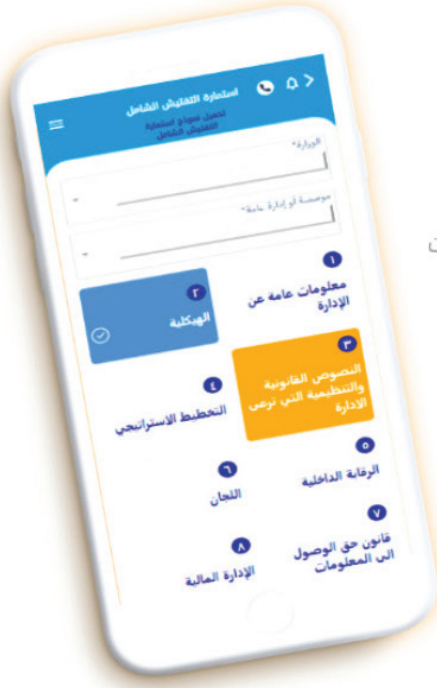 استمارة التفتيش الشامل
تحميل نموذج استمارة
التفتيش الشامل
الوزارة*
موسسة أو إدارة عامة*
١
معلومات عامة عن
الإدارة
٢
الهيكلية
٣
النصوص القانونية
والتنظيمية التي ترعى
الادارة
٤
التخطيط الاستراتيجي
٥
الرقابة الداخلية
٦
اللجان
٧
قانون حق الوصول
الى المعلومات
٨
الإدارة المالية